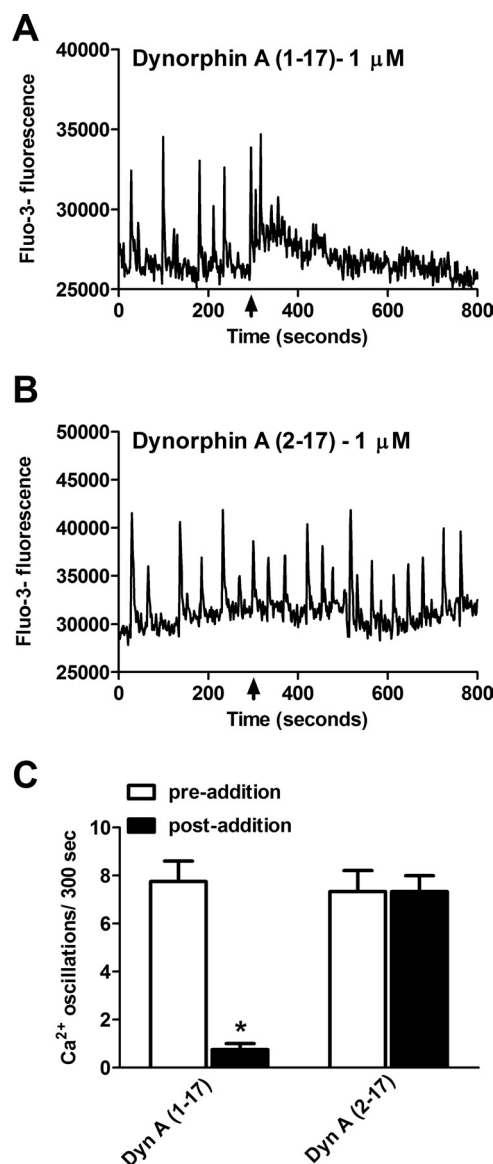 A
Dynorphin A (1-17)- 1 μM
Fluo-3- fluorescence
40000
35000
30000
25000
0 200 400 600 800
Time (seconds)
B
Dynorphin A (2-17) - 1 μM
Fluo-3- fluorescence
50000
45000
40000
35000
30000
25000
0 200 400 600 800
Time (seconds)
C
pre-addition
post-addition
Ca²⁺ oscillations/ 300 sec
10
8
6
4
2
0
*
Dyn A (1-17)
Dyn A (2-17)